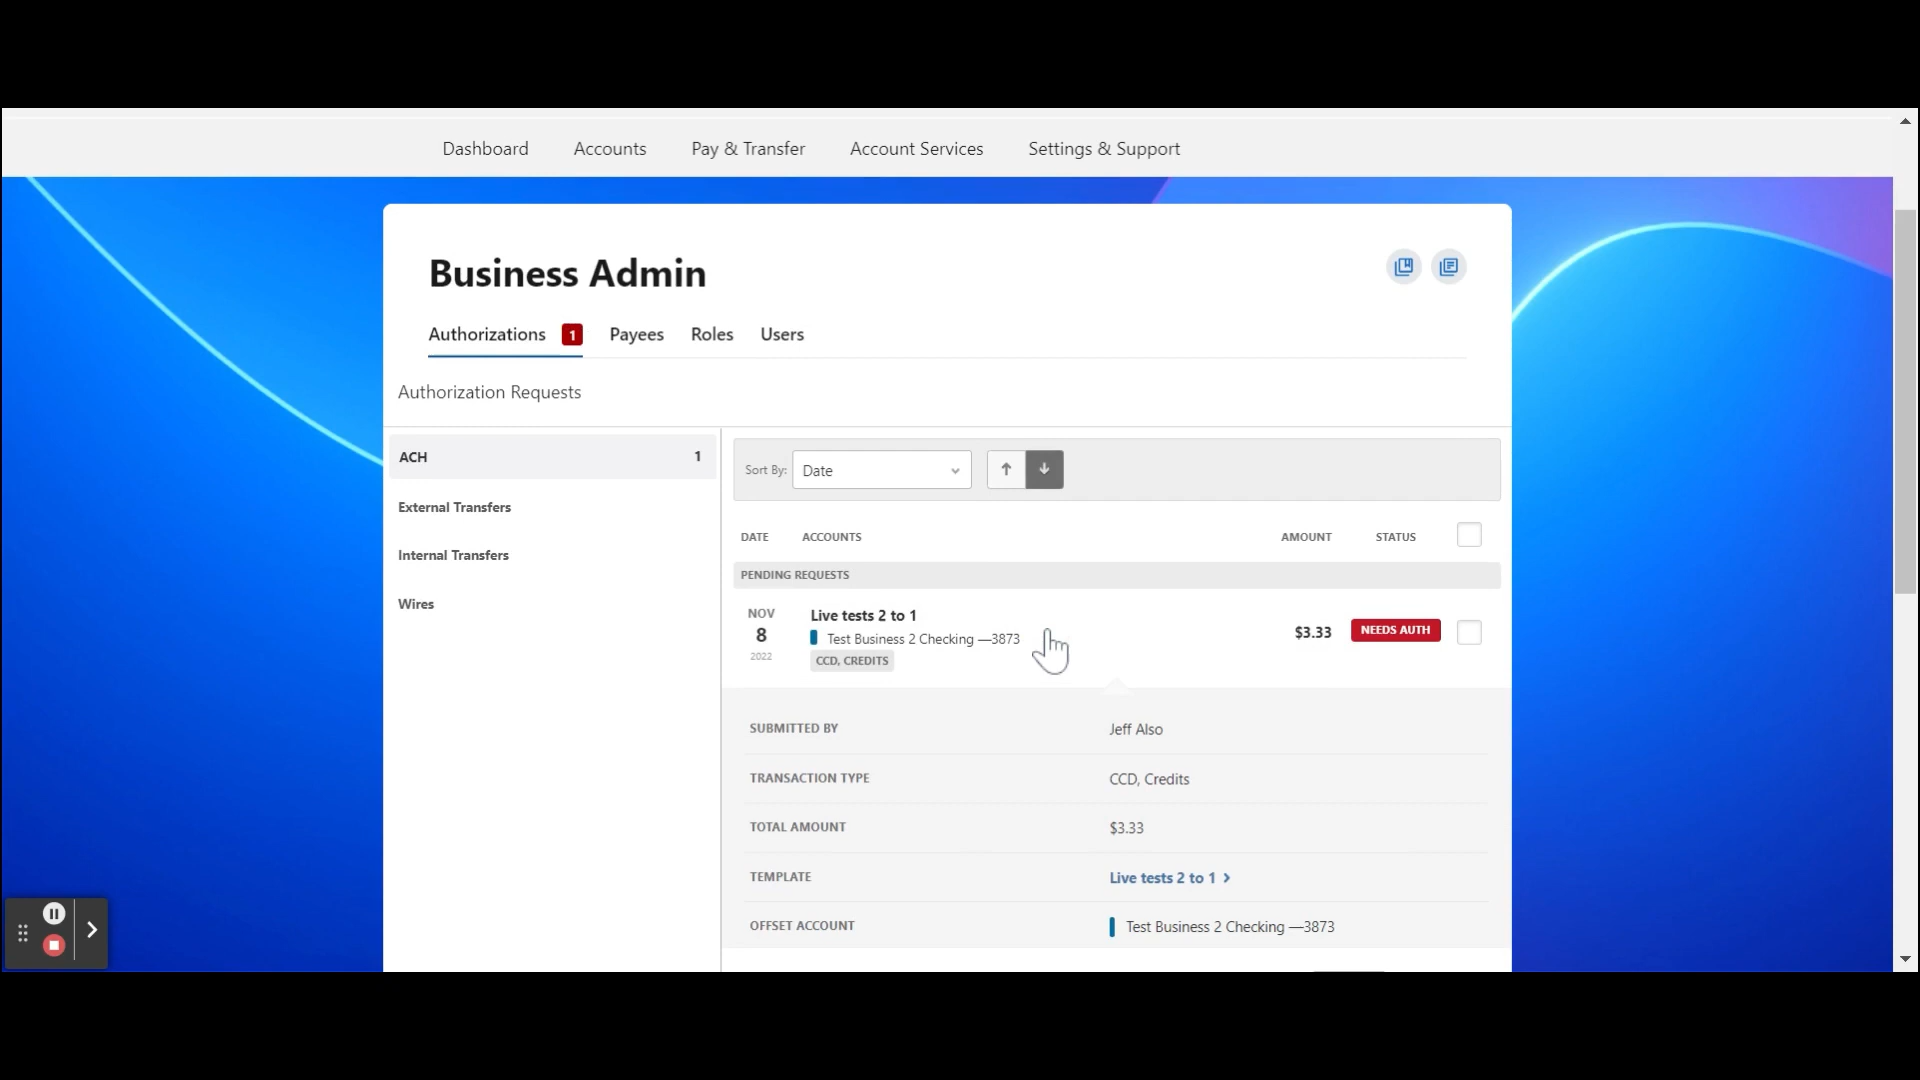 Dashboard Accounts Pay & Transfer Account Services Settings & Support
Business Admin
Authorizations 1 Payees Roles Users
Authorization Requests
ACH 1
External Transfers
Internal Transfers
Wires
Sort By: Date
DATE ACCOUNTS AMOUNT STATUS
PENDING REQUESTS
NOV
8
2022
Live tests 2 to 1
Test Business 2 Checking —3873
CCD, CREDITS
$3.33 NEEDS AUTH
SUBMITTED BY Jeff Also
TRANSACTION TYPE CCD, Credits
TOTAL AMOUNT $3.33
TEMPLATE Live tests 2 to 1
OFFSET ACCOUNT Test Business 2 Checking —3873